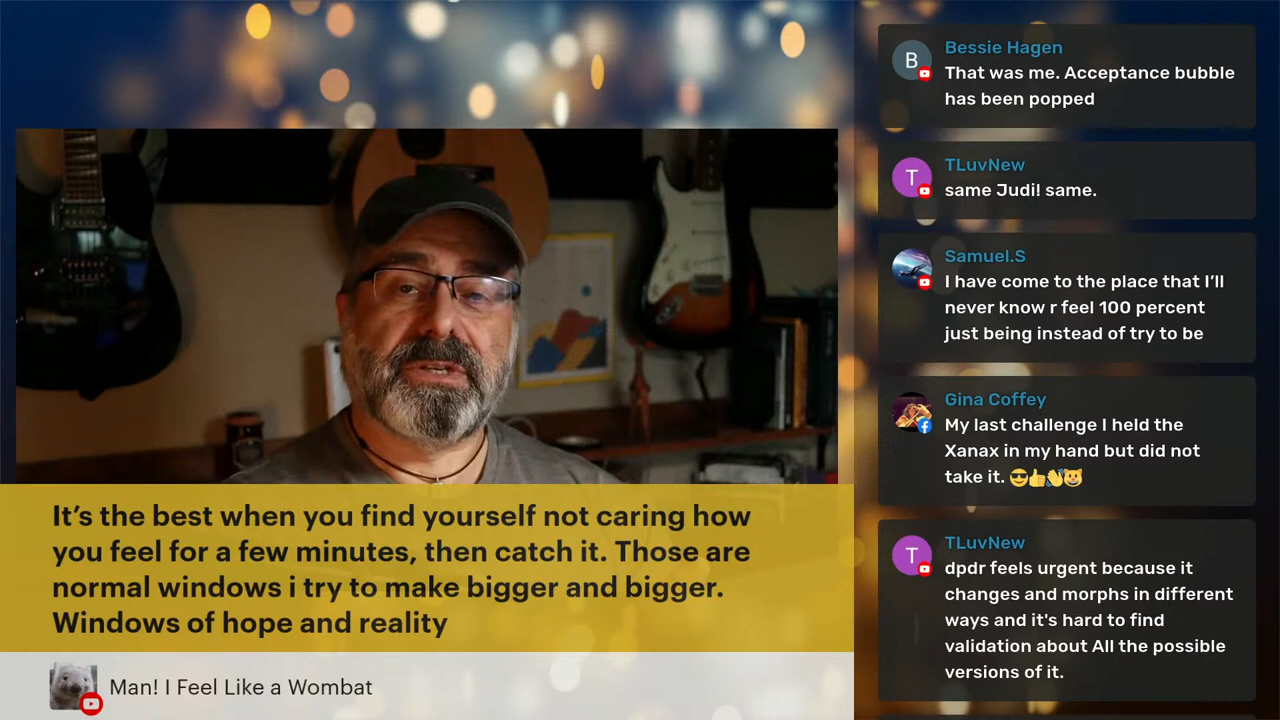 It's the best when you find yourself not caring how
you feel for a few minutes, then catch it. Those are
normal windows i try to make bigger and bigger.
Windows of hope and reality
Man! I Feel Like a Wombat
B
Bessie Hagen
That was me. Acceptance bubble
has been popped
T
TLuvNew
same Judi! same.
Samuel.S
I have come to the place that I'll
never know r feel 100 percent
just being instead of try to be
Gina Coffey
My last challenge I held the
Xanax in my hand but did not
take it. 😎👍👏😺
T
TLuvNew
dpdr feels urgent because it
changes and morphs in different
ways and it's hard to find
validation about All the possible
versions of it.